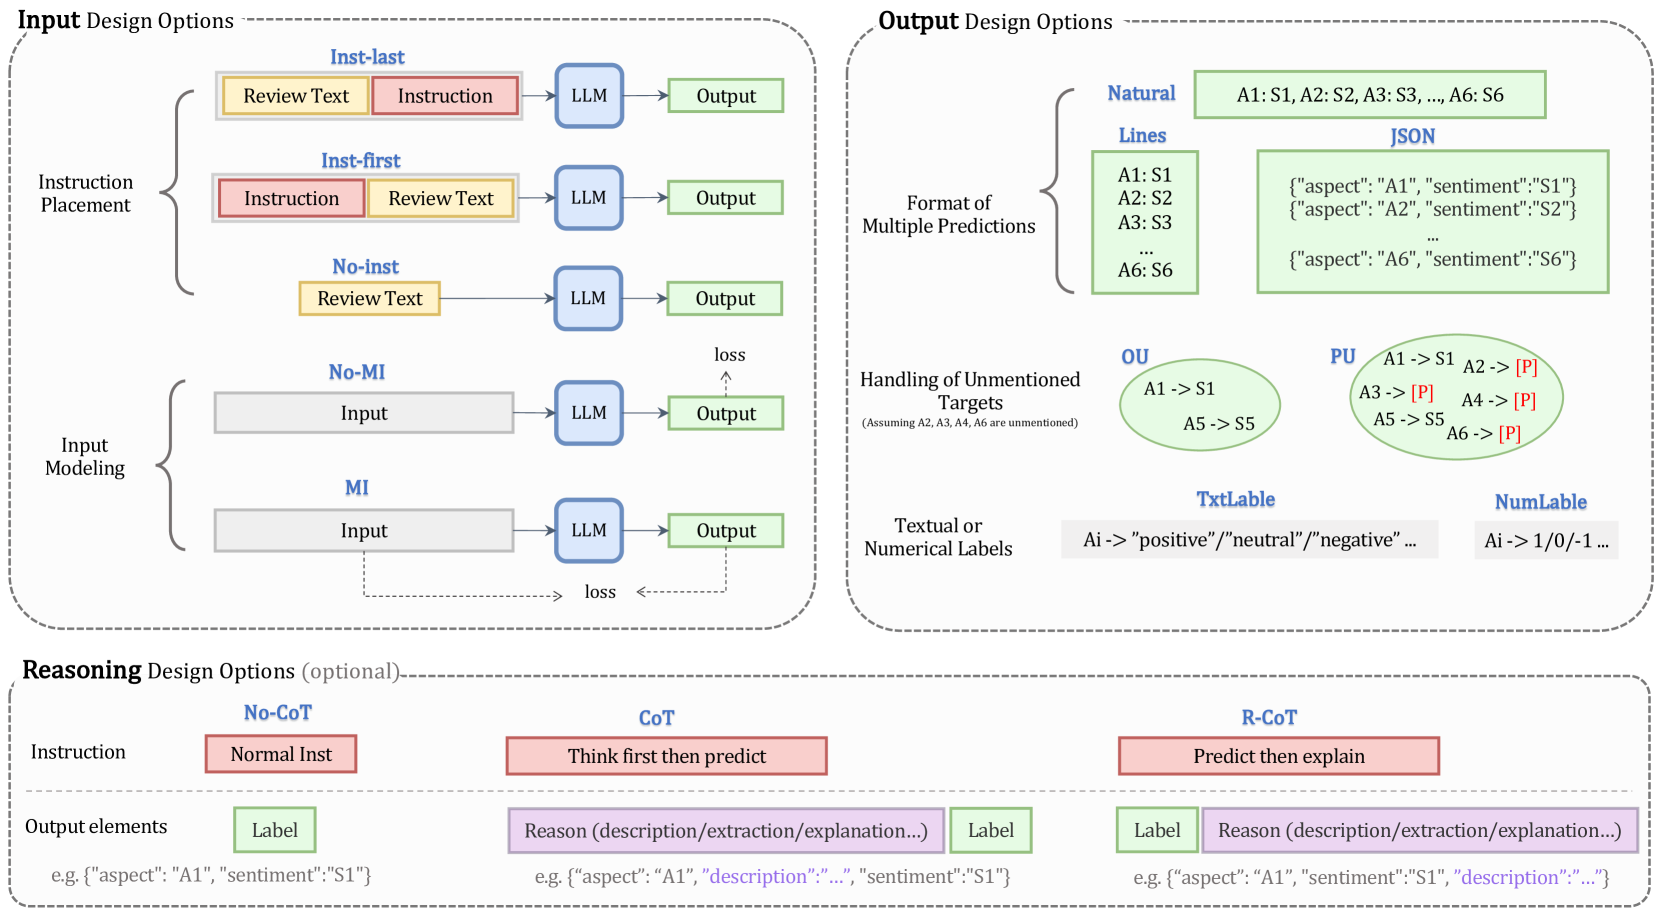 Input Design Options
Inst-last
Review Text Instruction LLM Output
Inst-first
Instruction Review Text LLM Output
Instruction
Placement
No-inst
Review Text LLM Output
loss
No-MI
Input LLM Output
Input
Modeling
MI
Input LLM Output
loss
Output Design Options
Natural
A1: S1, A2: S2, A3: S3, ..., A6: S6
Lines
A1: S1
A2: S2
A3: S3
...
A6: S6
JSON
{"aspect": "A1", "sentiment":"S1"}
{"aspect": "A2", "sentiment":"S2"}
...
{"aspect": "A6", "sentiment":"S6"}
Format of
Multiple Predictions
Handling of Unmentioned
Targets
(Assuming A2, A3, A4, A6 are unmentioned)
OU
A1 -> S1
A5 -> S5
PU
A1 -> S1
A2 -> [P]
A3 -> [P]
A4 -> [P]
A5 -> S5
A6 -> [P]
Textual or
Numerical Labels
TxtLable
Ai -> ”positive”/”neutral”/”negative” ...
NumLable
Ai -> 1/0/-1 ...
Reasoning Design Options (optional)
No-CoT CoT R-CoT
Instruction Normal Inst Think first then predict Predict then explain
Output elements Label Reason (description/extraction/explanation...) Label Label Reason (description/extraction/explanation...)
e.g. {"aspect": "A1", "sentiment":"S1"} e.g. {“aspect”: “A1”, ”description”:”...”, "sentiment":"S1"} e.g. {“aspect”: “A1”, "sentiment":"S1", ”description”:”...”}